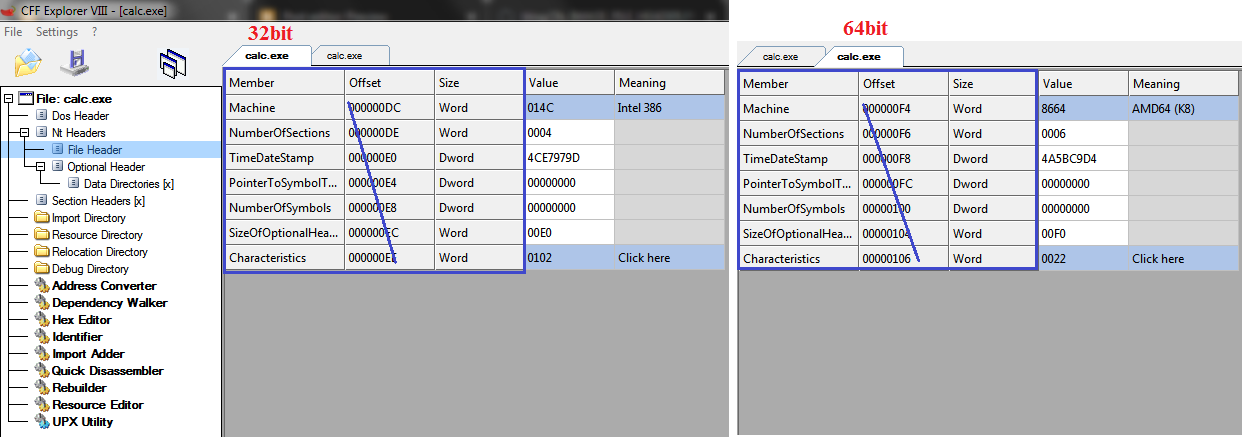 CFF Explorer VIII - [calc.exe]
File Settings ?
32bit
64bit
File: calc.exe
Dos Header
Nt Headers
File Header
Optional Header
Data Directories [x]
Section Headers [x]
Import Directory
Resource Directory
Relocation Directory
Debug Directory
Address Converter
Dependency Walker
Hex Editor
Identifier
Import Adder
Quick Disassembler
Rebuilder
Resource Editor
UPX Utility
calc.exe calc.exe
Member Offset Size Value Meaning
Machine 000000DC Word 014C Intel 386
NumberOfSections 000000DE Word 0004
TimeDateStamp 000000E0 Dword 4CE7979D
PointerToSymbolT... 000000E4 Dword 00000000
NumberOfSymbols 000000E8 Dword 00000000
SizeOfOptionalHea... 000000EC Word 00E0
Characteristics 000000EE Word 0102 Click here
calc.exe calc.exe
Member Offset Size Value Meaning
Machine 000000F4 Word 8664 AMD64 (K8)
NumberOfSections 000000F6 Word 0006
TimeDateStamp 000000F8 Dword 4A5BC9D4
PointerToSymbolT... 000000FC Dword 00000000
NumberOfSymbols 00000100 Dword 00000000
SizeOfOptionalHea... 00000104 Word 00F0
Characteristics 00000106 Word 0022 Click here